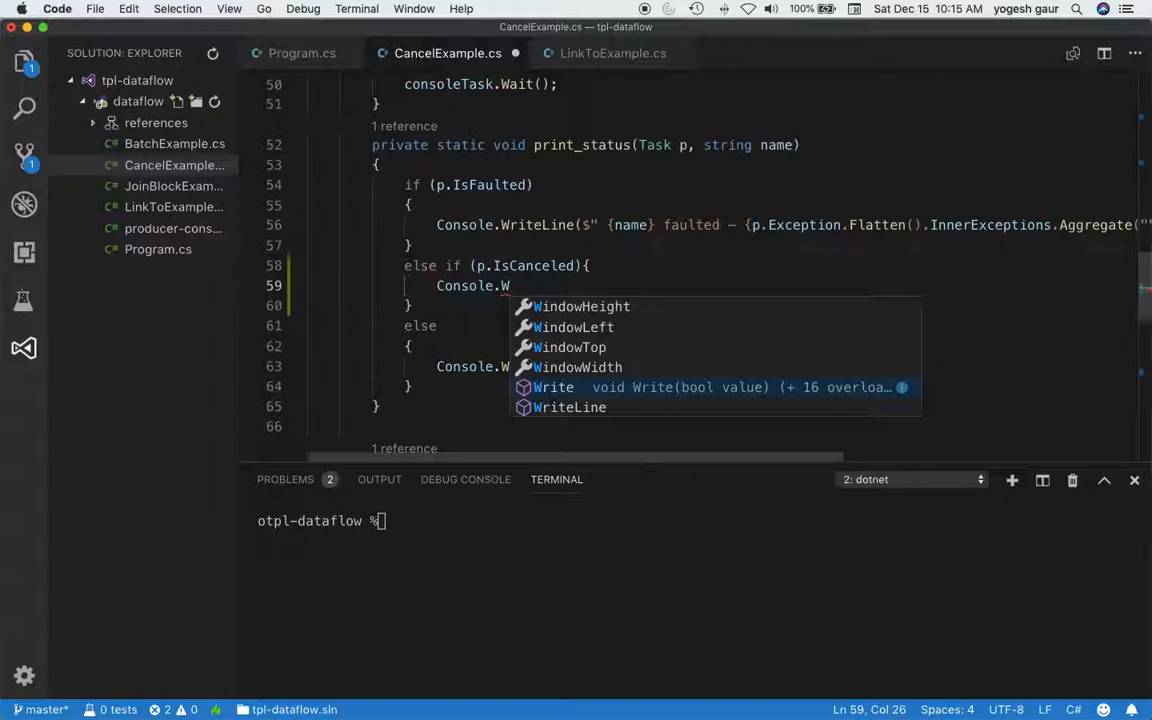 Code File Edit Selection View Go Debug Terminal Window Help 100% Sat Dec 15 10:15 AM yogesh gaur
CancelExample.cs — tpl-dataflow
SOLUTION: EXPLORER
Program.cs
CancelExample.cs
LinkToExample.cs
1
tpl-dataflow
dataflow
references
BatchExample.cs
CancelExample...
JoinBlockExam...
LinkToExample...
producer-cons...
Program.cs
1
50 consoleTask.Wait();
51 }
1 reference
52 private static void print_status(Task p, string name)
53 {
54 if (p.IsFaulted)
55 {
56 Console.WriteLine($" {name} faulted – {p.Exception.Flatten().InnerExceptions.Aggregate(""
57 }
58 else if (p.IsCanceled){
59 Console.W
60 }
61 else
62 {
63 Console.W
64 }
65 }
66
1 reference
WindowHeight
WindowLeft
WindowTop
WindowWidth
Write void Write(bool value) (+ 16 overloa...
WriteLine
PROBLEMS 2 OUTPUT DEBUG CONSOLE TERMINAL 2: dotnet
otpl-dataflow %
master* 0 tests 2 0 tpl-dataflow.sln Ln 59, Col 26 Spaces: 4 UTF-8 LF C#